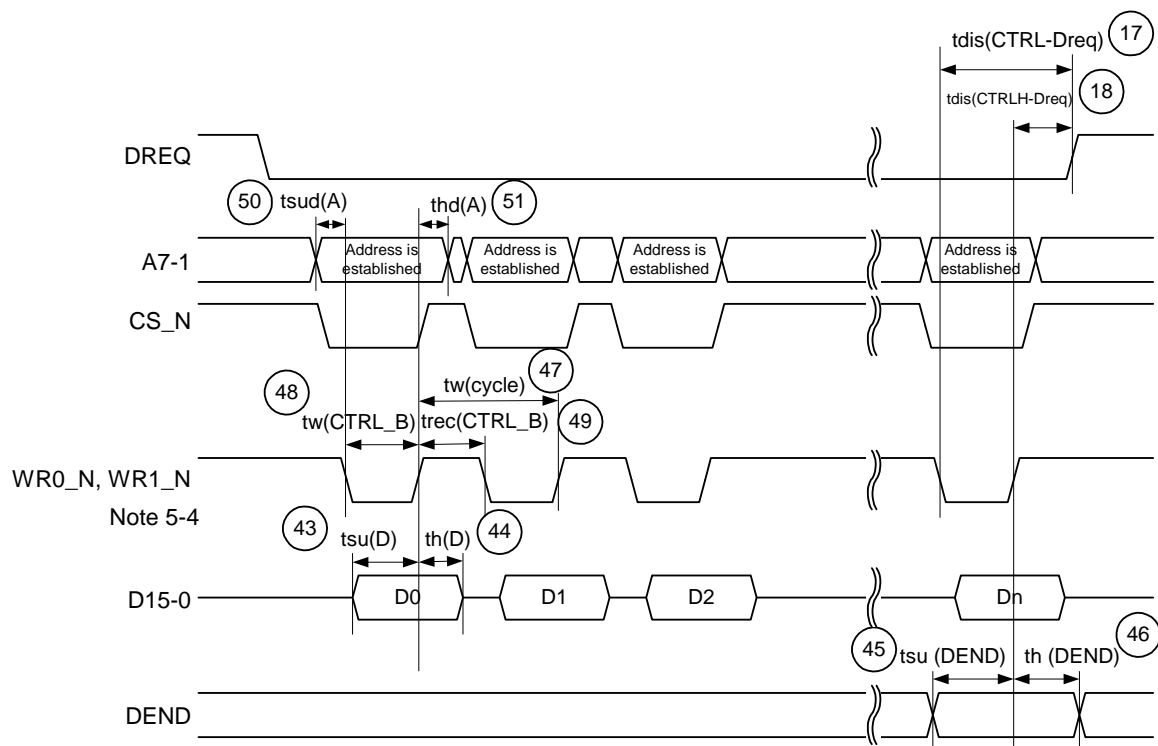 tdis(CTRL-Dreq) 17
tdis(CTRLH-Dreq) 18
DREQ
50 tsud(A) thd(A) 51
A7-1
Address is
established
Address is
established
Address is
established
Address is
established
CS_N
47
48 tw(cycle)
tw(CTRL_B) trec(CTRL_B) 49
WR0_N, WR1_N
Note 5-4
43 tsu(D) th(D) 44
D15-0 D0 D1 D2 Dn
45 tsu (DEND) th (DEND) 46
DEND